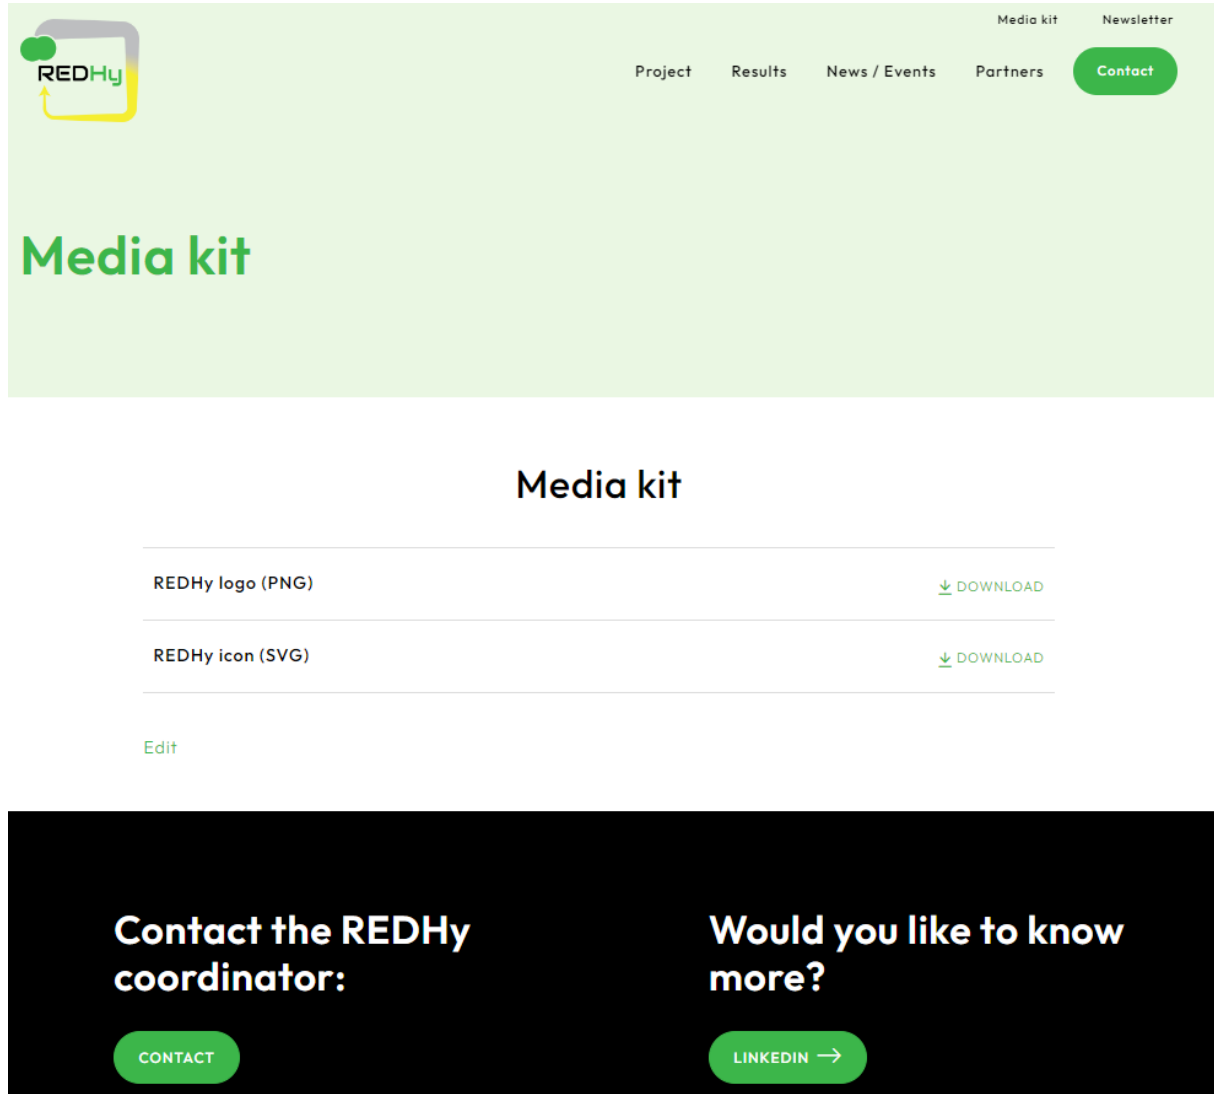 Media kit
Newsletter
REDHy
Project
Results
News / Events
Partners
Contact
Media kit
Media kit
REDHy logo (PNG)
DOWNLOAD
REDHy icon (SVG)
DOWNLOAD
Edit
Contact the REDHy
coordinator:
CONTACT
Would you like to know
more?
LINKEDIN